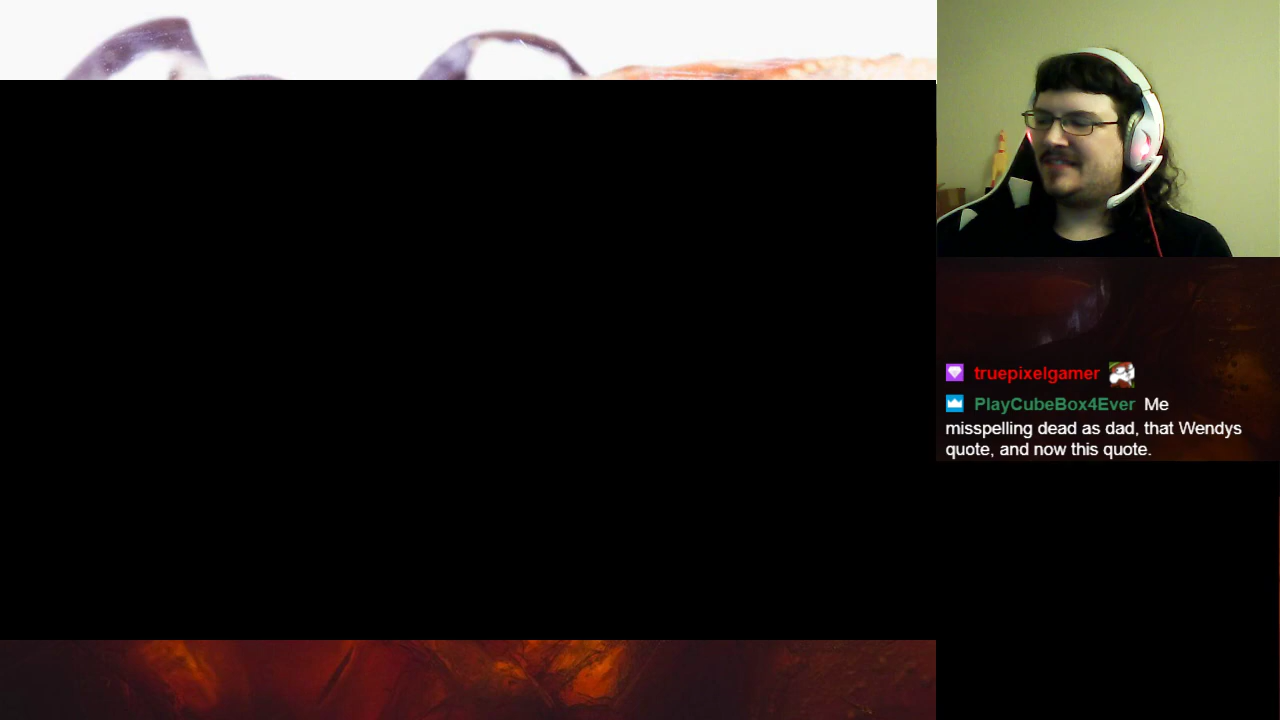 truepixelgamer
PlayCubeBox4Ever Me
misspelling dead as dad, that Wendys
quote, and now this quote.